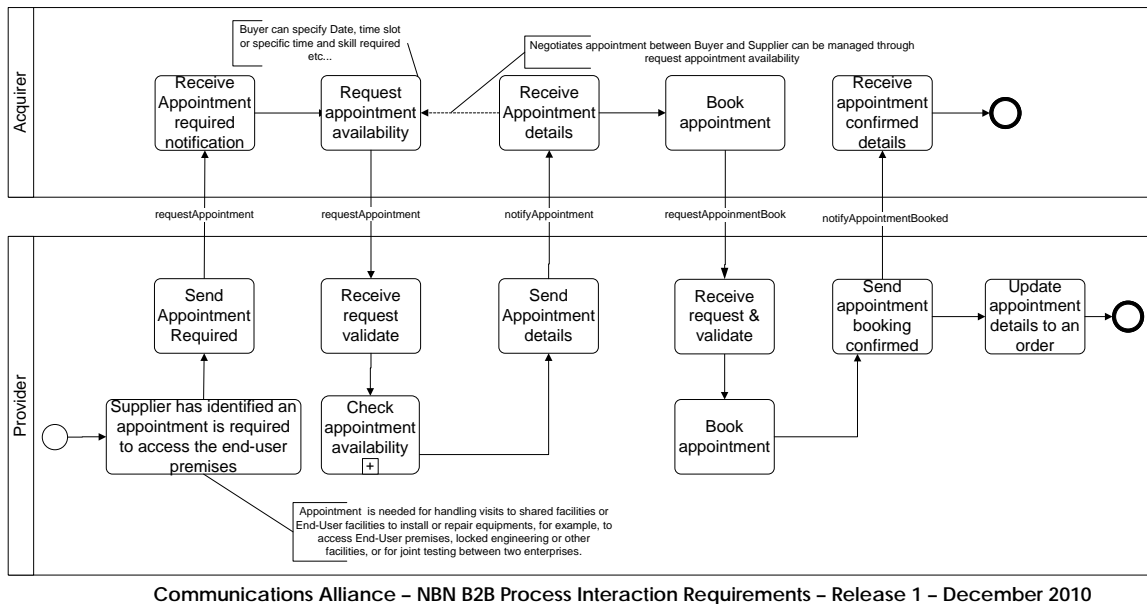 Acquirer
Buyer can specify Date, time slot
or specific time and skill required
etc...
Negotiates appointment between Buyer and Supplier can be managed through
request appointment availability
Receive
Appointment
required
notification
Request
appointment
availability
Receive
Appointment
details
Book
appointment
Receive
appointment
confirmed
details
requestAppointment
requestAppointment
notifyAppointment
requestAppoinmentBook
notifyAppointmentBooked
Provider
Send
Appointment
Required
Receive
request
validate
Send
Appointment
details
Receive
request &
validate
Send
appointment
booking
confirmed
Update
appointment
details to an
order
Supplier has identified an
appointment is required
to access the end-user
premises
Check
appointment
availability
+
Book
appointment
Appointment is needed for handling visits to shared facilities or
End-User facilities to install or repair equipments, for example, to
access End-User premises, locked engineering or other
facilities, or for joint testing between two enterprises.
Communications Alliance – NBN B2B Process Interaction Requirements – Release 1 – December 2010